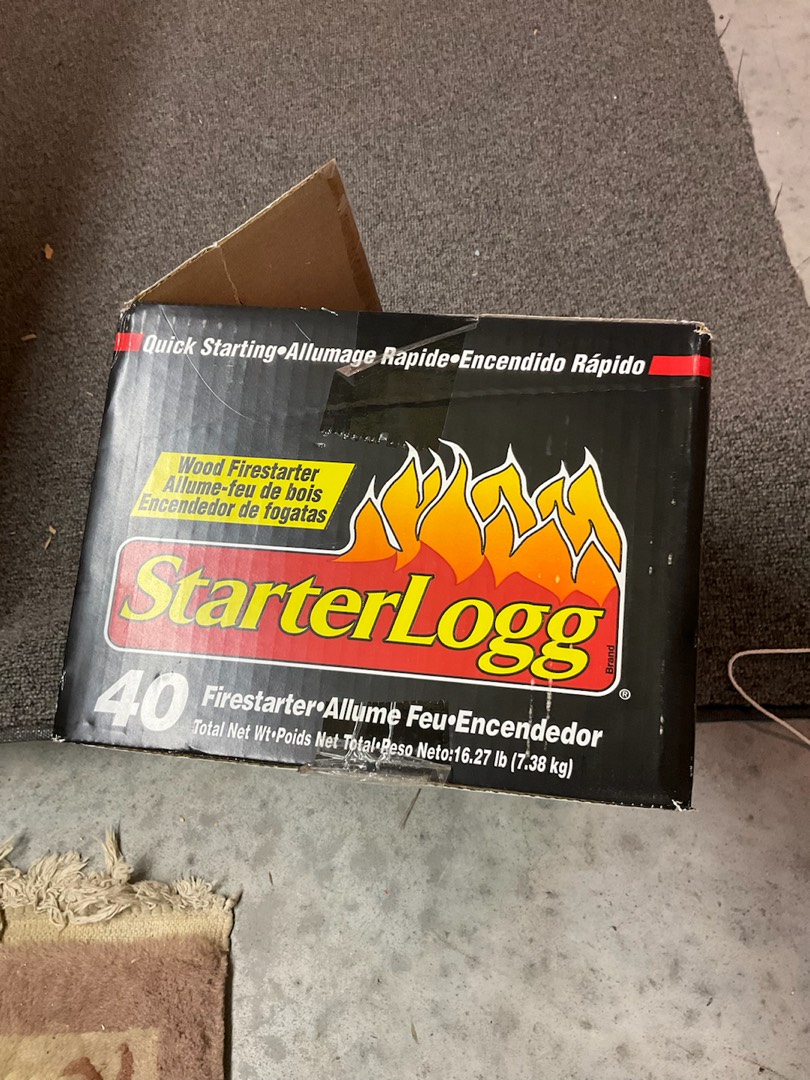 Quick Starting•Allumage Rapide•Encendido Rápido
Wood Firestarter
Allume-feu de bois
Encendedor de fogatas
StarterLogg
Brand
®
40 Firestarter•Allume Feu•Encendedor
Total Net Wt•Poids Net Total•Peso Neto:16.27 lb (7.38 kg)